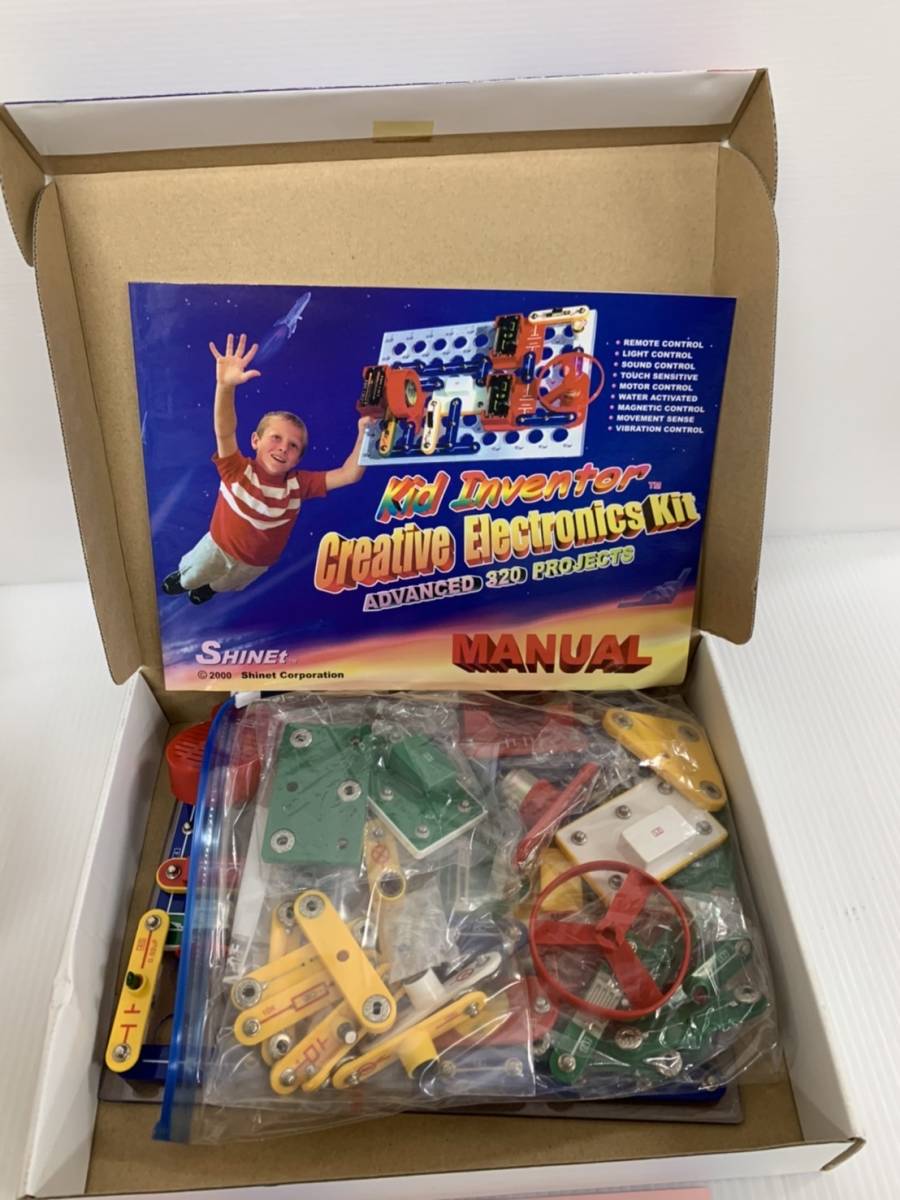 • REMOTE CONTROL
• LIGHT CONTROL
• SOUND CONTROL
• TOUCH SENSITIVE
• MOTOR CONTROL
• WATER ACTIVATED
• MAGNETIC CONTROL
• MOVEMENT SENSE
• VIBRATION CONTROL
Kid Inventor™
Creative Electronics Kit
ADVANCED 320 PROJECTS
MANUAL
SHINEt™
© 2000 Shinet Corporation